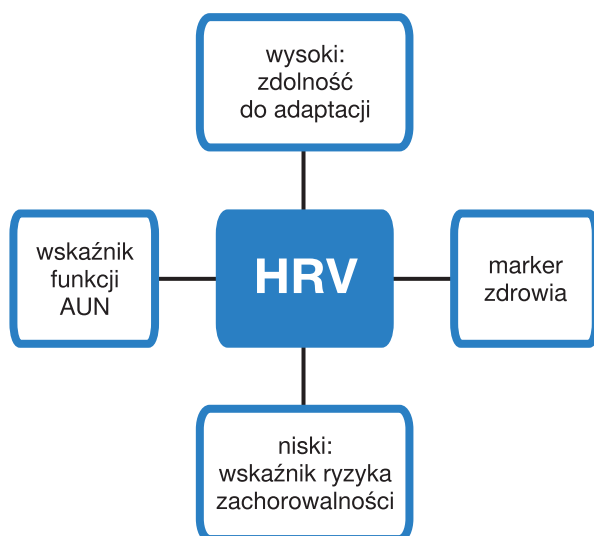 wysoki:
zdolność
do adaptacji
wskaźnik
funkcji
AUN
HRV
marker
zdrowia
niski:
wskaźnik ryzyka
zachorowalności